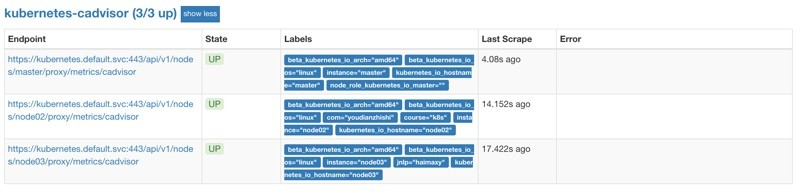 kubernetes-cadvisor (3/3 up) show less
Endpoint State Labels Last Scrape Error
https://kubernetes.default.svc:443/api/v1/node UP beta_kubernetes_io_arch="amd64" beta_kubernetes_io_ 4.08s ago
s/master/proxy/metrics/cadvisor os="linux" instance="master" kubernetes_io_hostnam
e="master" node_role_kubernetes_io_master=""
https://kubernetes.default.svc:443/api/v1/node UP beta_kubernetes_io_arch="amd64" beta_kubernetes_io_ 14.152s ago
s/node02/proxy/metrics/cadvisor os="linux" com="youdianzhishi" course="k8s" insta
nce="node02" kubernetes_io_hostname="node02"
https://kubernetes.default.svc:443/api/v1/node UP beta_kubernetes_io_arch="amd64" beta_kubernetes_io_ 17.422s ago
s/node03/proxy/metrics/cadvisor os="linux" instance="node03" jnlp="haimaxy" kuber
netes_io_hostname="node03"